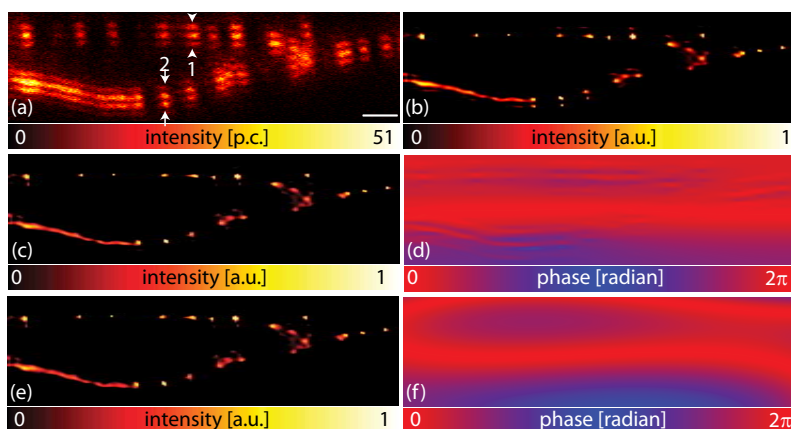 2
1
(a)
(b)
0 intensity [p.c.] 51
0 intensity [a.u.] 1
(c)
(d)
0 intensity [a.u.] 1
0 phase [radian] 2π
(e)
(f)
0 intensity [a.u.] 1
0 phase [radian] 2π